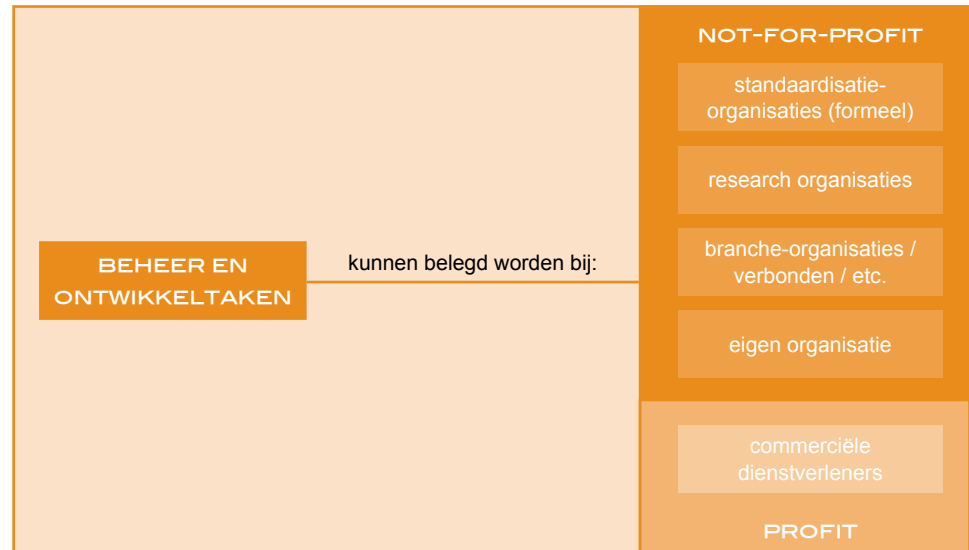 BEHEER EN
ONTWIKKELTAKEN
kunnen belegd worden bij:
NOT-FOR-PROFIT
standaardisatie-
organisaties (formeel)
research organisaties
branche-organisaties /
verbonden / etc.
eigen organisatie
commerciële
dienstverleners
PROFIT